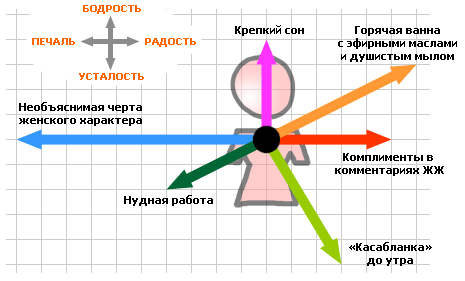 БОДРОСТЬ
ПЕЧАЛЬ
РАДОСТЬ
УСТАЛОСТЬ
Крепкий сон
Горячая ванна
с эфирными маслами
и душистым мылом
Необъяснимая черта
женского характера
Комплименты в
комментариях ЖЖ
Нудная работа
«Касабланка»
до утра